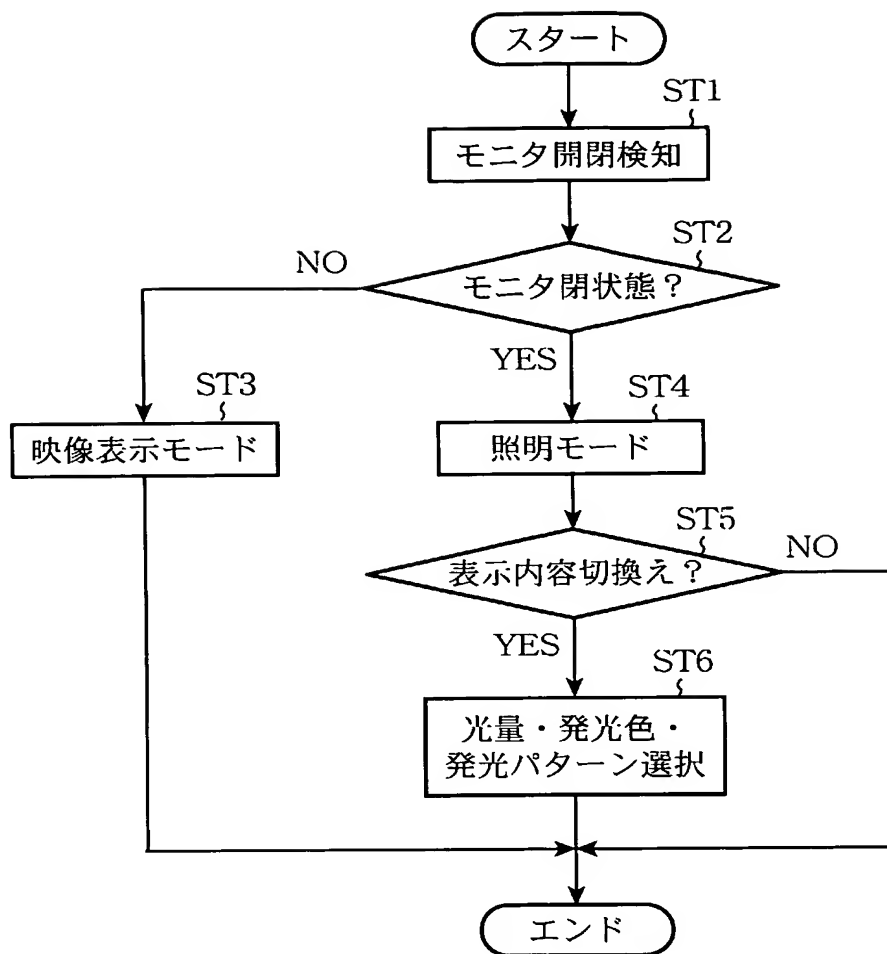 スタート
ST1
モニタ開閉検知
ST2
NO
モニタ閉状態？
YES
ST3
ST4
映像表示モード
照明モード
ST5
NO
表示内容切換え？
YES
ST6
光量・発光色・
発光パターン選択
エンド